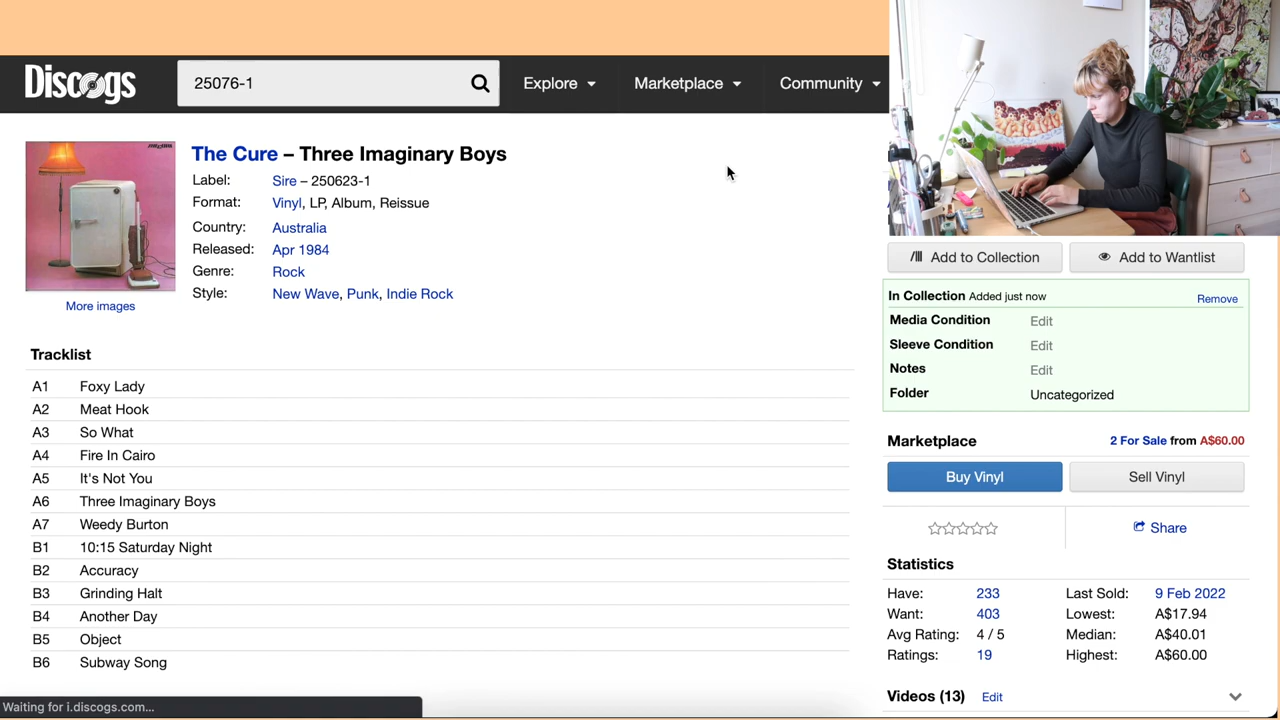 Discogs
25076-1
Explore
Marketplace
Community
The Cure – Three Imaginary Boys
Label: Sire – 250623-1
Format: Vinyl, LP, Album, Reissue
Country: Australia
Released: Apr 1984
Genre: Rock
Style: New Wave, Punk, Indie Rock
More images
Tracklist
A1 Foxy Lady
A2 Meat Hook
A3 So What
A4 Fire In Cairo
A5 It's Not You
A6 Three Imaginary Boys
A7 Weedy Burton
B1 10:15 Saturday Night
B2 Accuracy
B3 Grinding Halt
B4 Another Day
B5 Object
B6 Subway Song
Add to Collection
Add to Wantlist
In Collection Added just now Remove
Media Condition Edit
Sleeve Condition Edit
Notes Edit
Folder Uncategorized
Marketplace 2 For Sale from A$60.00
Buy Vinyl
Sell Vinyl
Share
Statistics
Have: 233 Last Sold: 9 Feb 2022
Want: 403 Lowest: A$17.94
Avg Rating: 4 / 5 Median: A$40.01
Ratings: 19 Highest: A$60.00
Videos (13) Edit
Waiting for i.discogs.com...